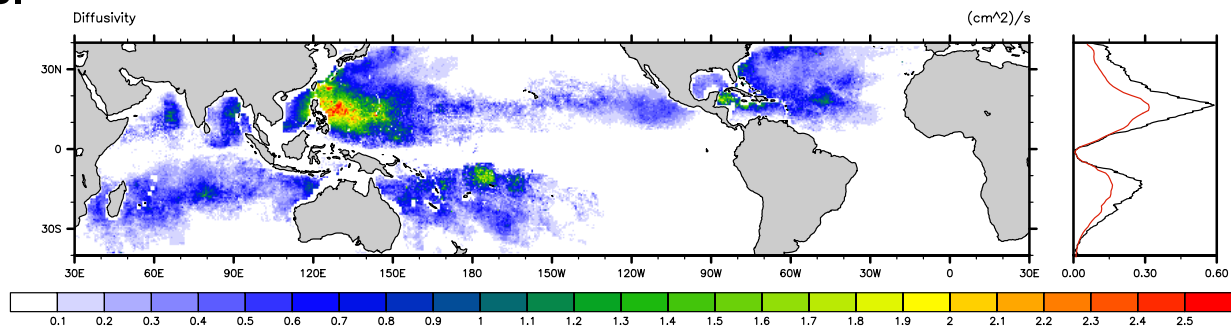 Diffusivity (cm^2)/s
30N
0
30S
30E 60E 90E 120E 150E 180 150W 120W 90W 60W 30W 0 30E 0.00 0.30 0.60
0.1 0.2 0.3 0.4 0.5 0.6 0.7 0.8 0.9 1 1.1 1.2 1.3 1.4 1.5 1.6 1.7 1.8 1.9 2 2.1 2.2 2.3 2.4 2.5